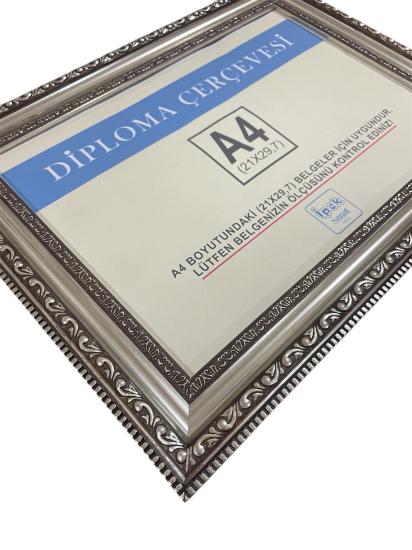 DİPLOMA ÇERÇEVESİ
A4
(21X29,7)
A4 BOYUTUNDAKİ (21X29,7) BELGELER İÇİN UYGUNDUR.
LÜTFEN BELGENİZİN ÖLÇÜSÜNÜ KONTROL EDİNİZ!
İpek
Sanat